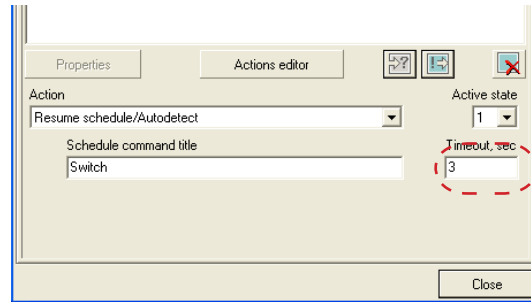 Properties Actions editor
Action Active state
Resume schedule/Autodetect 1
Schedule command title Timeout, sec
Switch 3
Close